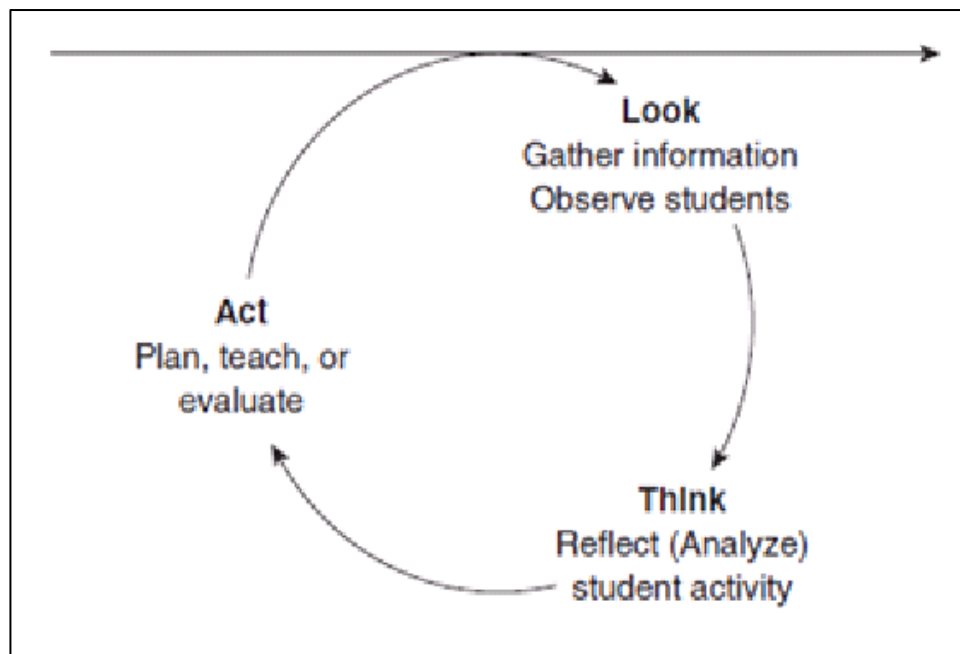 Look
Gather information
Observe students
Act
Plan, teach, or
evaluate
Think
Reflect (Analyze)
student activity